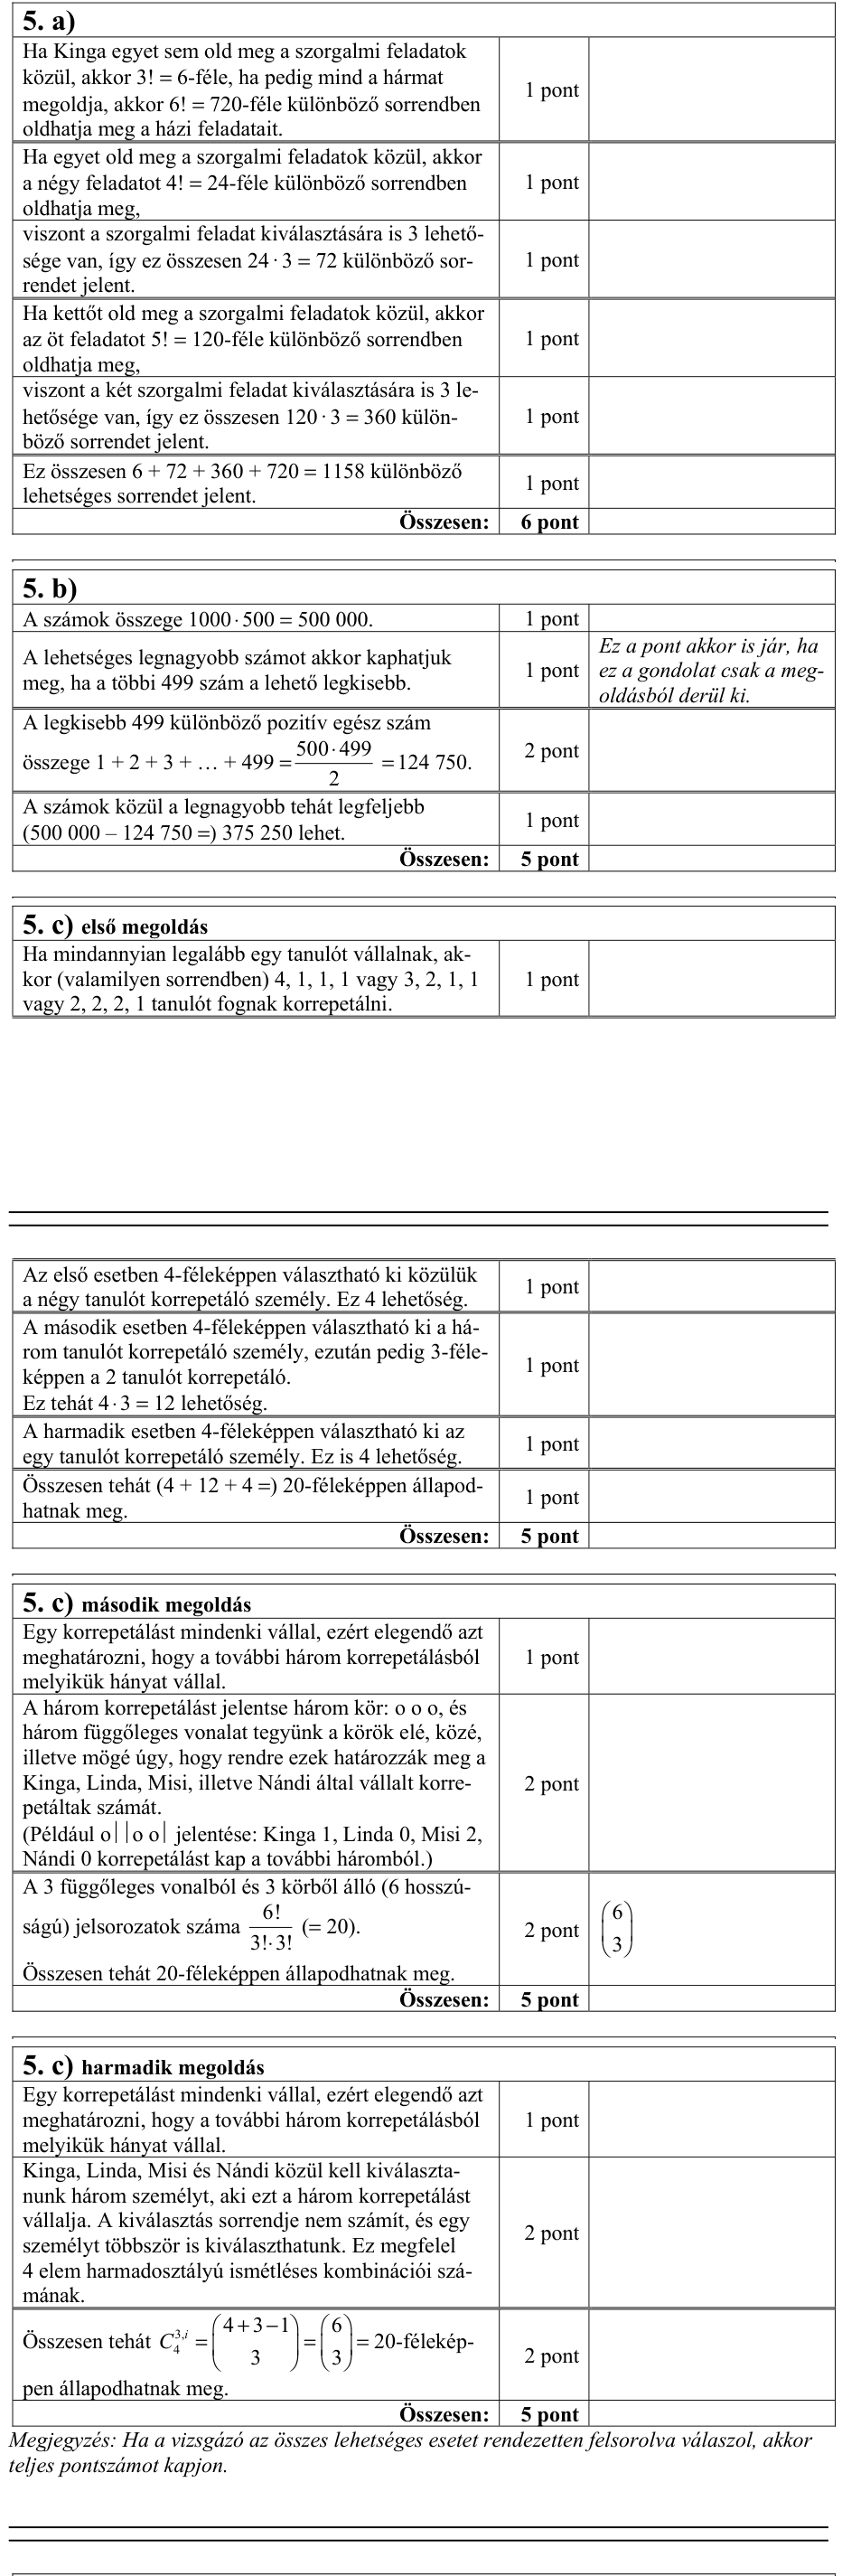 5. a)
Ha Kinga egyet sem old meg a szorgalmi feladatok
közül, akkor 3! = 6-féle, ha pedig mind a hármat
megoldja, akkor 6! = 720-féle különböző sorrendben
oldhatja meg a házi feladatait.
1 pont
Ha egyet old meg a szorgalmi feladatok közül, akkor
a négy feladatot 4! = 24-féle különböző sorrendben
oldhatja meg,
1 pont
viszont a szorgalmi feladat kiválasztására is 3 lehető-
sége van, így ez összesen 24 · 3 = 72 különböző sor-
rendet jelent.
1 pont
Ha kettőt old meg a szorgalmi feladatok közül, akkor
az öt feladatot 5! = 120-féle különböző sorrendben
oldhatja meg,
1 pont
viszont a két szorgalmi feladat kiválasztására is 3 le-
hetősége van, így ez összesen 120 · 3 = 360 külön-
böző sorrendet jelent.
1 pont
Ez összesen 6 + 72 + 360 + 720 = 1158 különböző
lehetséges sorrendet jelent.
1 pont
Összesen: 6 pont
5. b)
A számok összege 1000 · 500 = 500 000.
1 pont
A lehetséges legnagyobb számot akkor kaphatjuk
meg, ha a többi 499 szám a lehető legkisebb.
1 pont
Ez a pont akkor is jár, ha
ez a gondolat csak a meg-
oldásból derül ki.
A legkisebb 499 különböző pozitív egész szám
összege 1 + 2 + 3 + … + 499 = \frac{500 · 499}{2} = 124 750.
2 pont
A számok közül a legnagyobb tehát legfeljebb
(500 000 – 124 750 =) 375 250 lehet.
1 pont
Összesen: 5 pont
5. c) első megoldás
Ha mindannyian legalább egy tanulót vállalnak, ak-
kor (valamilyen sorrendben) 4, 1, 1, 1 vagy 3, 2, 1, 1
vagy 2, 2, 2, 1 tanulót fognak korrepetálni.
1 pont
Az első esetben 4-féleképpen választható ki közülük
a négy tanulót korrepetáló személy. Ez 4 lehetőség.
1 pont
A második esetben 4-féleképpen választható ki a há-
rom tanulót korrepetáló személy, ezután pedig 3-féle-
képpen a 2 tanulót korrepetáló.
Ez tehát 4 · 3 = 12 lehetőség.
1 pont
A harmadik esetben 4-féleképpen választható ki az
egy tanulót korrepetáló személy. Ez is 4 lehetőség.
1 pont
Összesen tehát (4 + 12 + 4 =) 20-féleképpen állapod-
hatnak meg.
1 pont
Összesen: 5 pont
5. c) második megoldás
Egy korrepetálást mindenki vállal, ezért elegendő azt
meghatározni, hogy a további három korrepetálásból
melyikük hányat vállal.
1 pont
A három korrepetálást jelentse három kör: o o o, és
három függőleges vonalat tegyünk a körök elé, közé,
illetve mögé úgy, hogy rendre ezek határozzák meg a
Kinga, Linda, Misi, illetve Nándi által vállalt korre-
petáltak számát.
(Például o| |o o| jelentése: Kinga 1, Linda 0, Misi 2,
Nándi 0 korrepetálást kap a további háromból.)
2 pont
A 3 függőleges vonalból és 3 körből álló (6 hosszú-
ságú) jelsorozatok száma \frac{6!}{3! · 3!} (= 20).
Összesen tehát 20-féleképpen állapodhatnak meg.
2 pont
\binom{6}{3}
Összesen: 5 pont
5. c) harmadik megoldás
Egy korrepetálást mindenki vállal, ezért elegendő azt
meghatározni, hogy a további három korrepetálásból
melyikük hányat vállal.
1 pont
Kinga, Linda, Misi és Nándi közül kell kiválaszta-
nunk három személyt, aki ezt a három korrepetálást
vállalja. A kiválasztás sorrendje nem számít, és egy
személyt többször is kiválaszthatunk. Ez megfelel
4 elem harmadosztályú ismétléses kombinációi szá-
mának.
2 pont
Összesen tehát C_4^{3,i} = \binom{4+3−1}{3} = \binom{6}{3} = 20-félekép-
pen állapodhatnak meg.
2 pont
Összesen: 5 pont
Megjegyzés: Ha a vizsgázó az összes lehetséges esetet rendezetten felsorolva válaszol, akkor
teljes pontszámot kapjon.